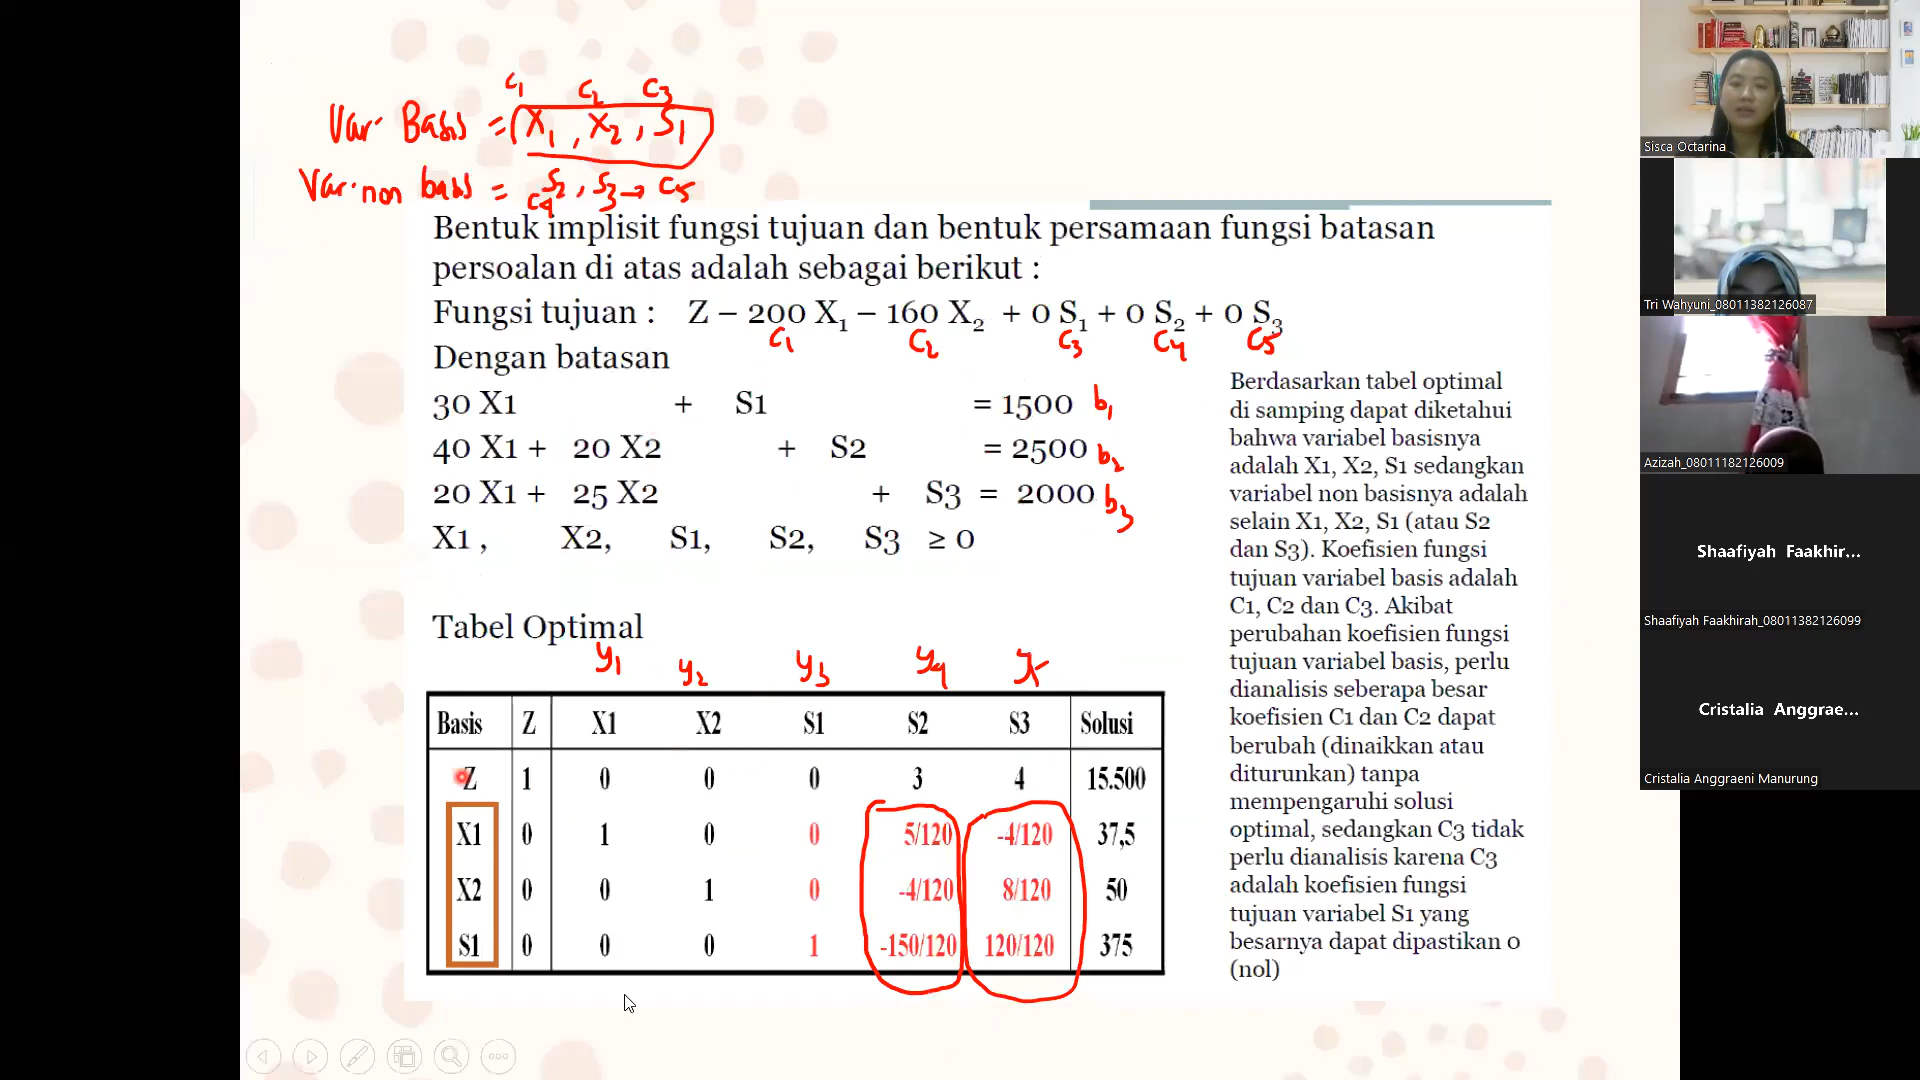 C1 C2 C3
Var. Basis = X1, X2, S1
Var. non basis = S2, S3 → C5
C4
Bentuk implisit fungsi tujuan dan bentuk persamaan fungsi batasan
persoalan di atas adalah sebagai berikut :
Fungsi tujuan : Z – 200 X1 – 160 X2 + 0 S1 + 0 S2 + 0 S3
C1 C2 C3 C4 C5
Dengan batasan
30 X1 + S1 = 1500 b1
40 X1 + 20 X2 + S2 = 2500 b2
20 X1 + 25 X2 + S3 = 2000 b3
X1 , X2, S1, S2, S3 ≥ 0
Tabel Optimal
y1 y2 y3 y4 y5
Basis Z X1 X2 S1 S2 S3 Solusi
Z 1 0 0 0 3 4 15.500
X1 0 1 0 0 5/120 -4/120 37,5
X2 0 0 1 0 -4/120 8/120 50
S1 0 0 0 1 -150/120 120/120 375
Berdasarkan tabel optimal
di samping dapat diketahui
bahwa variabel basisnya
adalah X1, X2, S1 sedangkan
variabel non basisnya adalah
selain X1, X2, S1 (atau S2
dan S3). Koefisien fungsi
tujuan variabel basis adalah
C1, C2 dan C3. Akibat
perubahan koefisien fungsi
tujuan variabel basis, perlu
dianalisis seberapa besar
koefisien C1 dan C2 dapat
berubah (dinaikkan atau
diturunkan) tanpa
mempengaruhi solusi
optimal, sedangkan C3 tidak
perlu dianalisis karena C3
adalah koefisien fungsi
tujuan variabel S1 yang
besarnya dapat dipastikan 0
(nol)
Sisca Octarina
Tri Wahyuni_08011382126087
Azizah_08011182126009
Shaafiyah Faakhir...
Shaafiyah Faakhirah_08011382126099
Cristalia Anggrae...
Cristalia Anggraeni Manurung